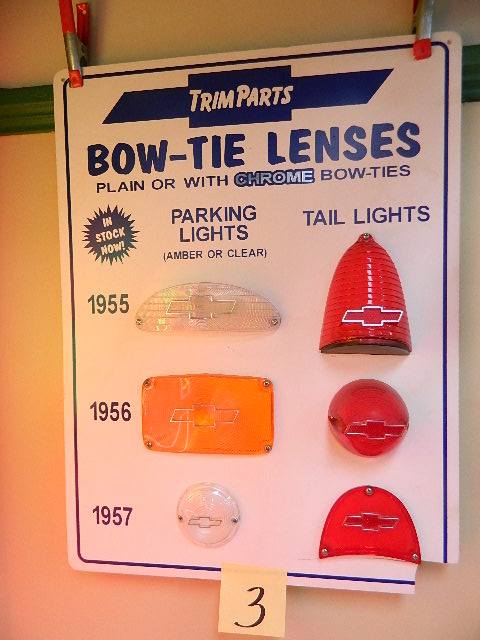 TRIMPARTS
BOW-TIE LENSES
PLAIN OR WITH CHROME BOW-TIES
IN
STOCK
NOW!
PARKING
LIGHTS
(AMBER OR CLEAR)
TAIL LIGHTS
1955
1956
1957
3